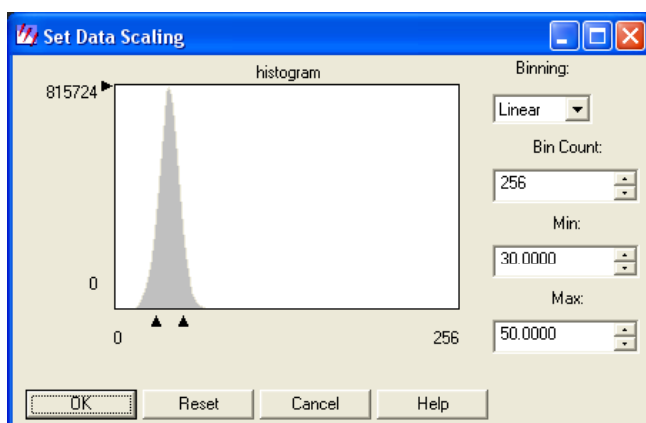 Set Data Scaling
histogram
815724
0
0
256
Binning:
Linear
Bin Count:
256
Min:
30.0000
Max:
50.0000
OK
Reset
Cancel
Help